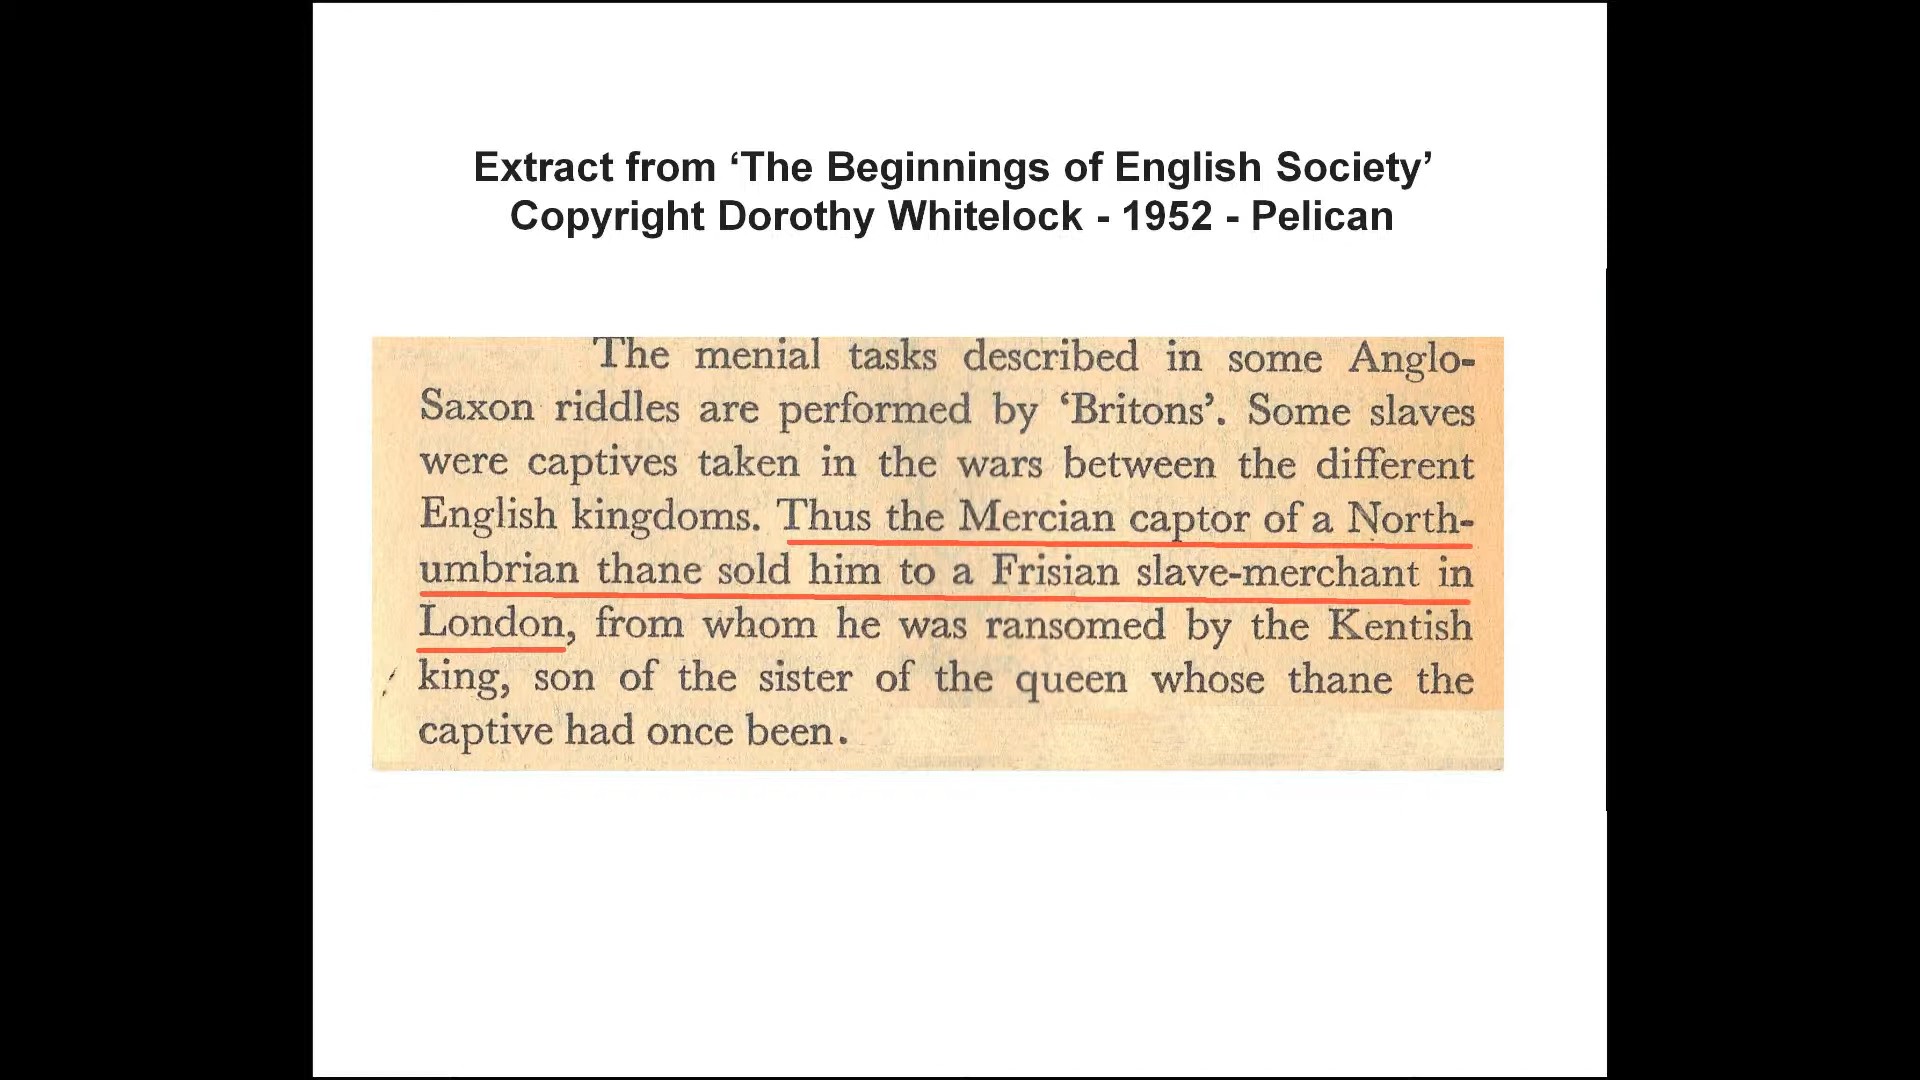 Extract from ‘The Beginnings of English Society’
Copyright Dorothy Whitelock - 1952 - Pelican
The menial tasks described in some Anglo-
Saxon riddles are performed by ‘Britons’. Some slaves
were captives taken in the wars between the different
English kingdoms. Thus the Mercian captor of a North-
umbrian thane sold him to a Frisian slave-merchant in
London, from whom he was ransomed by the Kentish
king, son of the sister of the queen whose thane the
captive had once been.